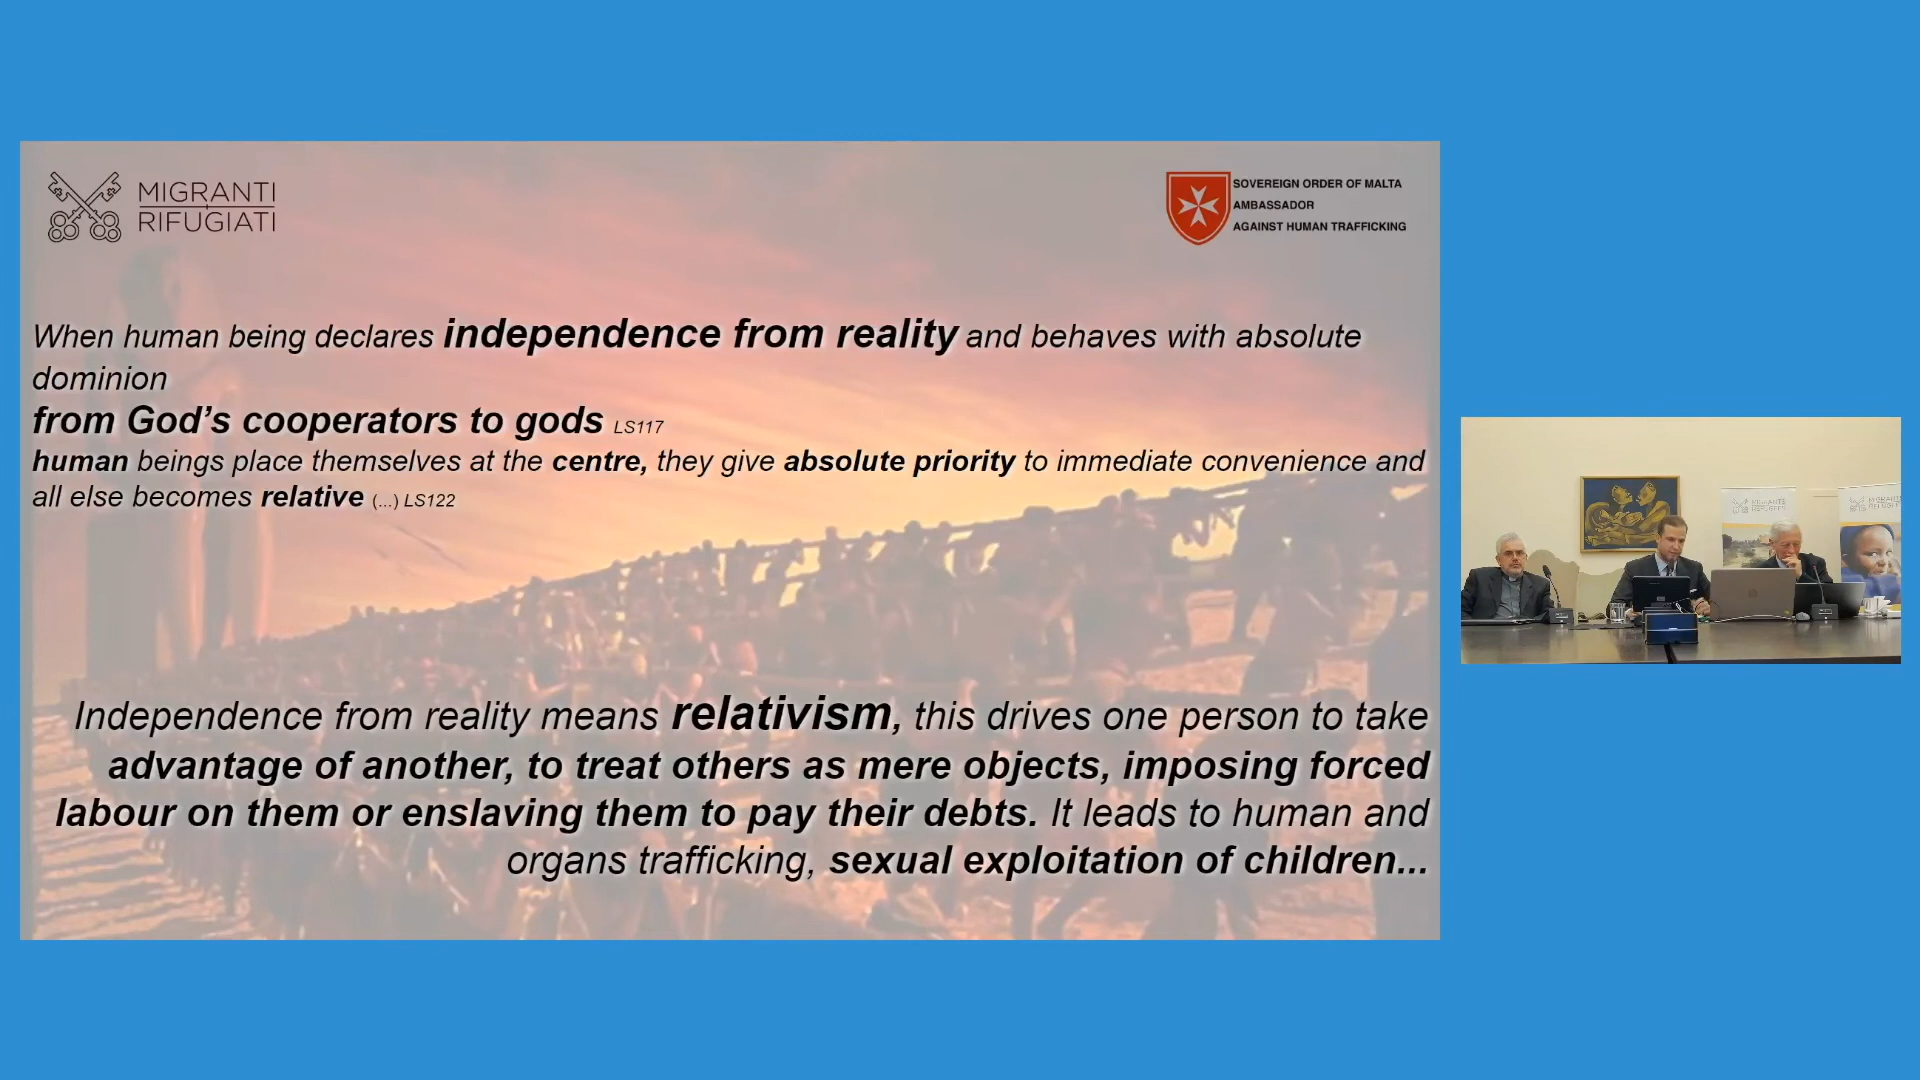 MIGRANTI
RIFUGIATI
SOVEREIGN ORDER OF MALTA
AMBASSADOR
AGAINST HUMAN TRAFFICKING
When human being declares independence from reality and behaves with absolute
dominion
from God’s cooperators to gods LS117
human beings place themselves at the centre, they give absolute priority to immediate convenience and
all else becomes relative (...) LS122
Independence from reality means relativism, this drives one person to take
advantage of another, to treat others as mere objects, imposing forced
labour on them or enslaving them to pay their debts. It leads to human and
organs trafficking, sexual exploitation of children...
MIGRANTI
RIFUGIATI